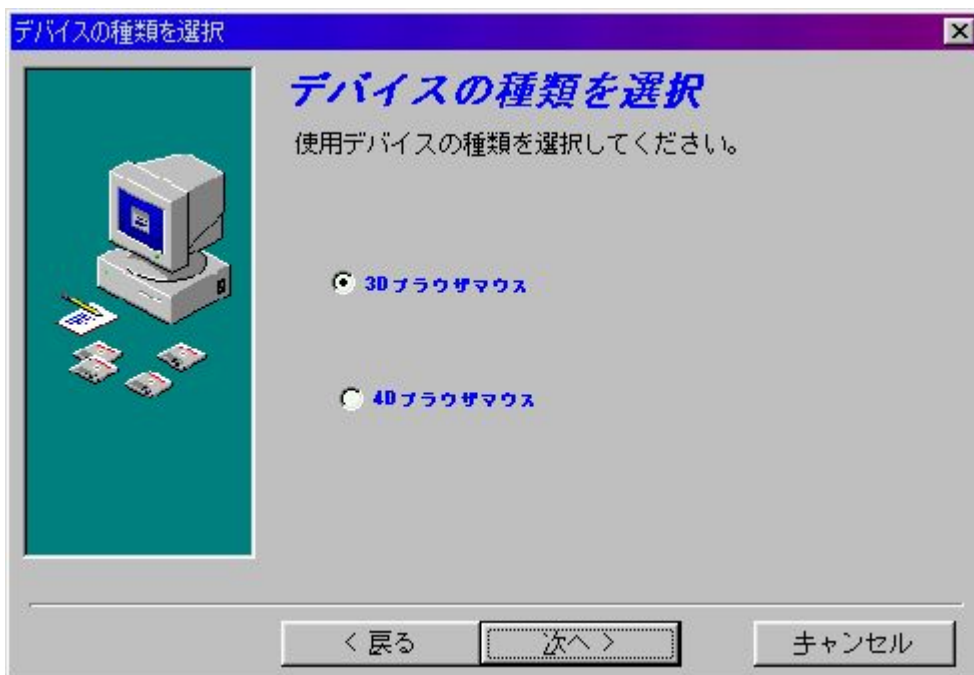 デバイスの種類を選択
デバイスの種類を選択
使用デバイスの種類を選択してください。
3Dブラウザマウス
4Dブラウザマウス
< 戻る
次へ >
キャンセル